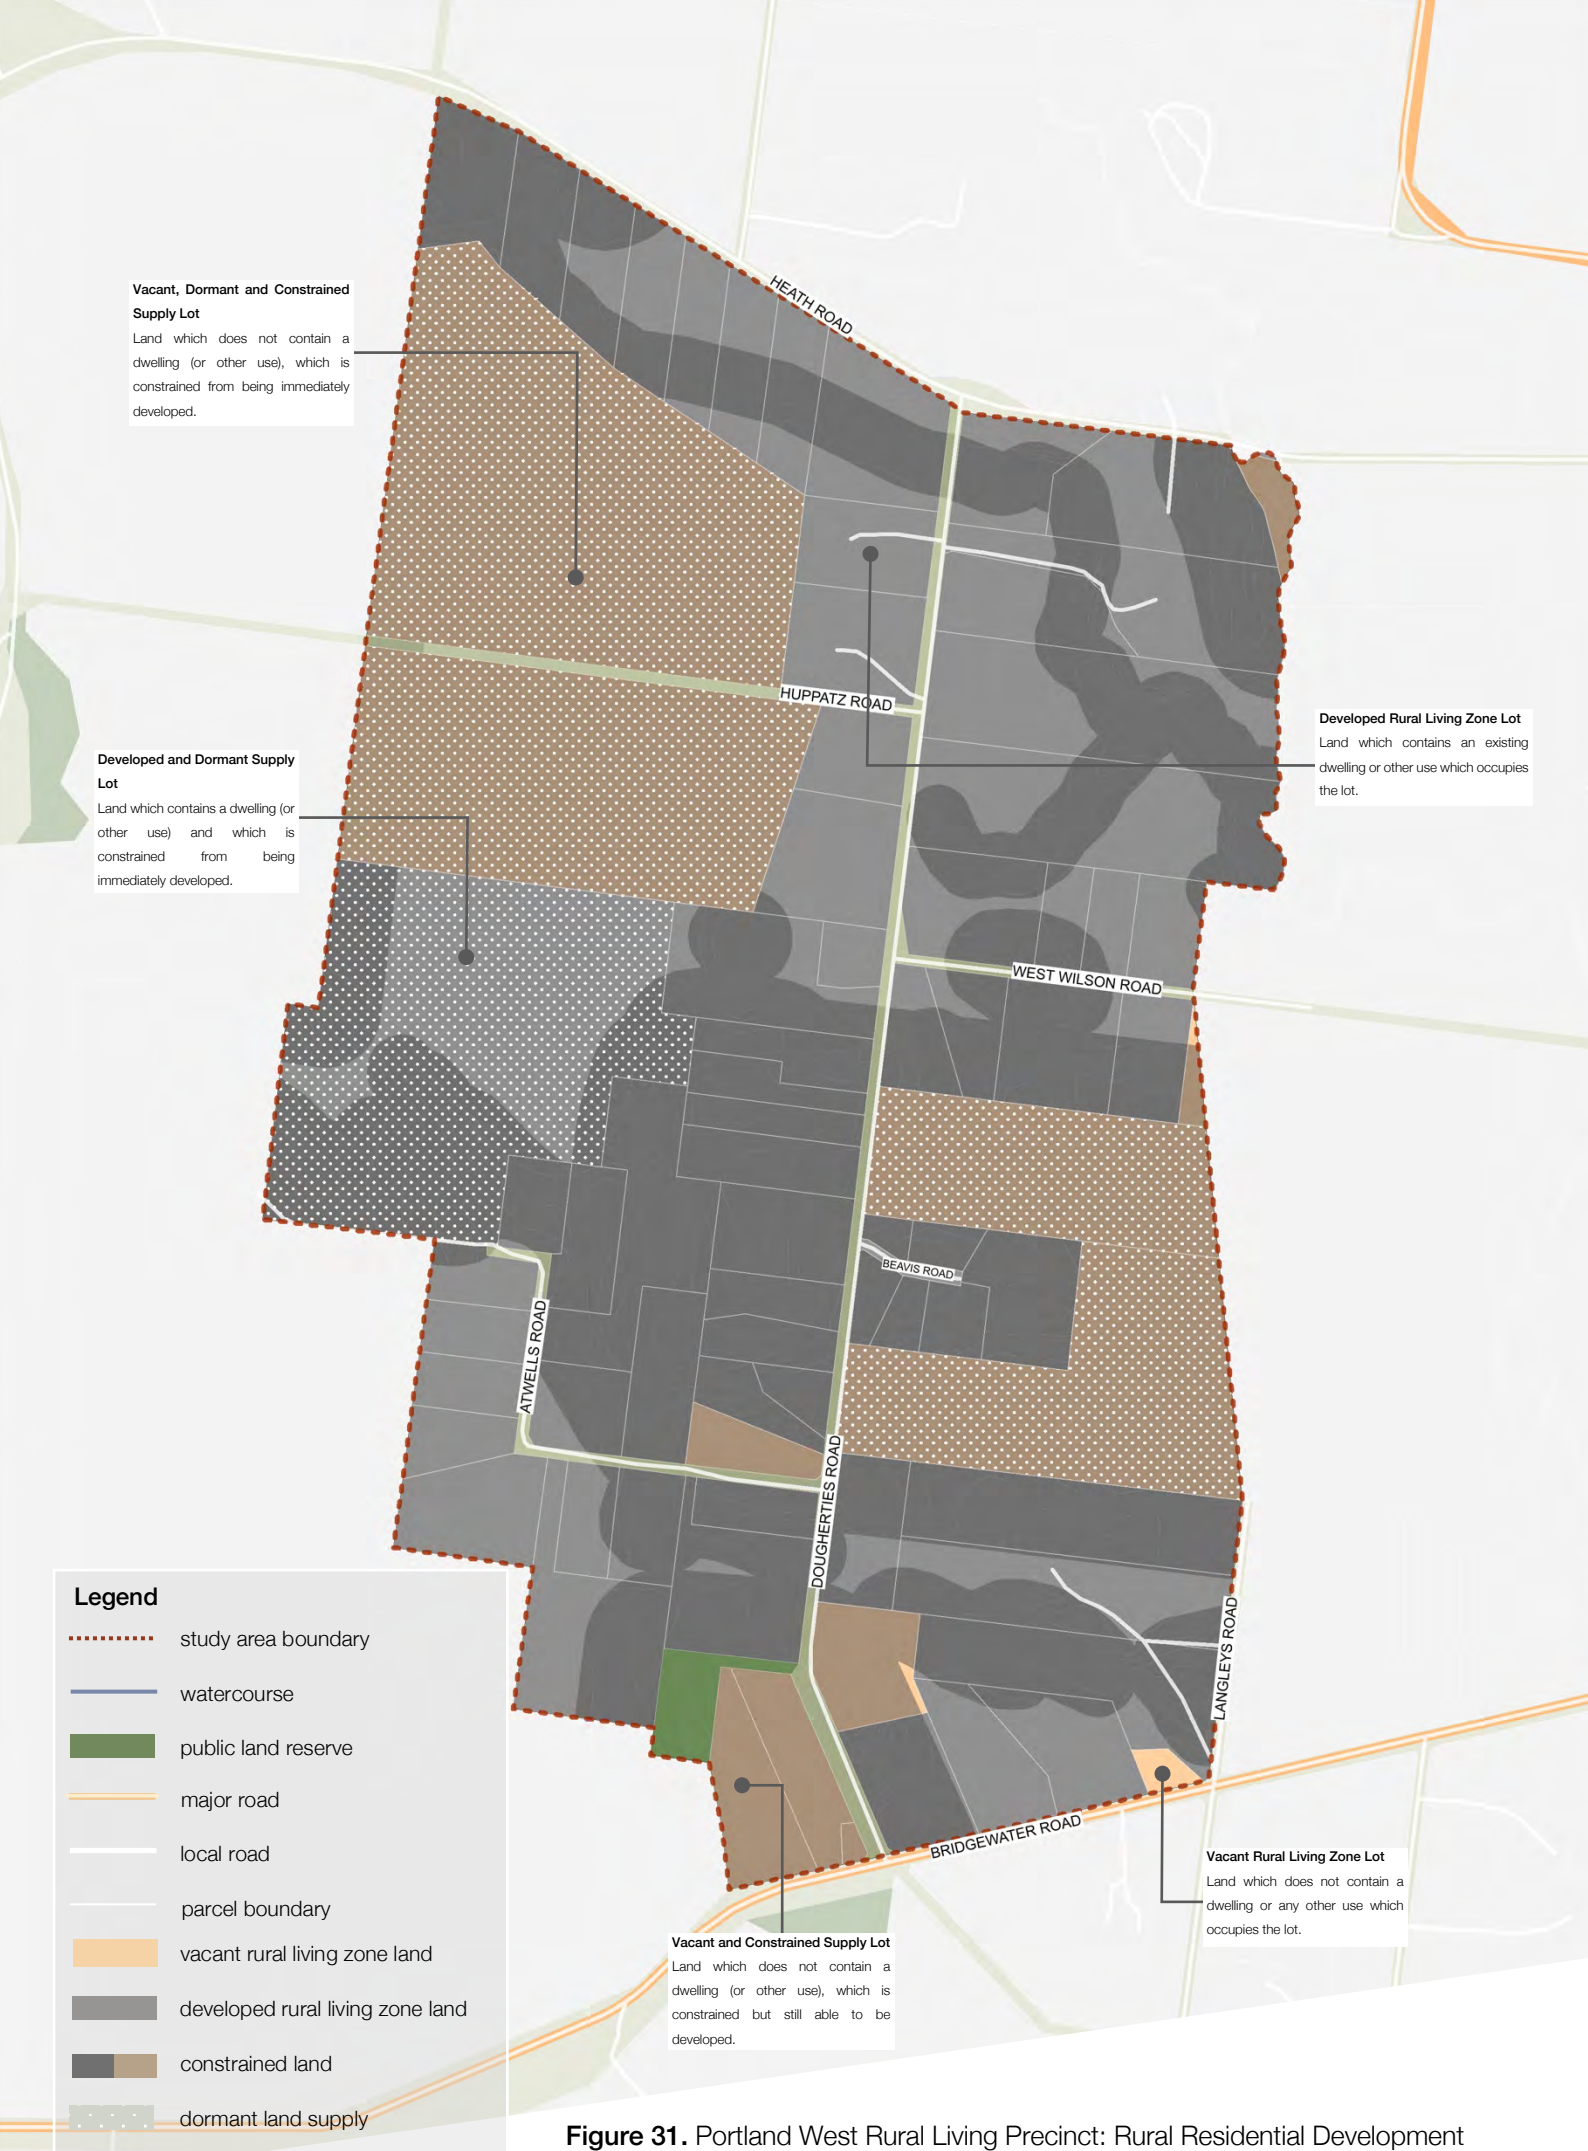 HEATH ROAD
Vacant, Dormant and Constrained
Supply Lot
Land which does not contain a
dwelling (or other use), which is
constrained from being immediately
developed.
HUPPATZ ROAD
Developed Rural Living Zone Lot
Land which contains an existing
dwelling or other use which occupies
the lot.
Developed and Dormant Supply
Lot
Land which contains a dwelling (or
other use) and which is
constrained from being
immediately developed.
WEST WILSON ROAD
BEAVIS ROAD
ATWELLS ROAD
DOUGHERTIES ROAD
LANGLEYS ROAD
BRIDGEWATER ROAD
Vacant Rural Living Zone Lot
Land which does not contain a
dwelling or any other use which
occupies the lot.
Vacant and Constrained Supply Lot
Land which does not contain a
dwelling (or other use), which is
constrained but still able to be
developed.
Legend
study area boundary
watercourse
public land reserve
major road
local road
parcel boundary
vacant rural living zone land
developed rural living zone land
constrained land
dormant land supply
Figure 31. Portland West Rural Living Precinct: Rural Residential Development